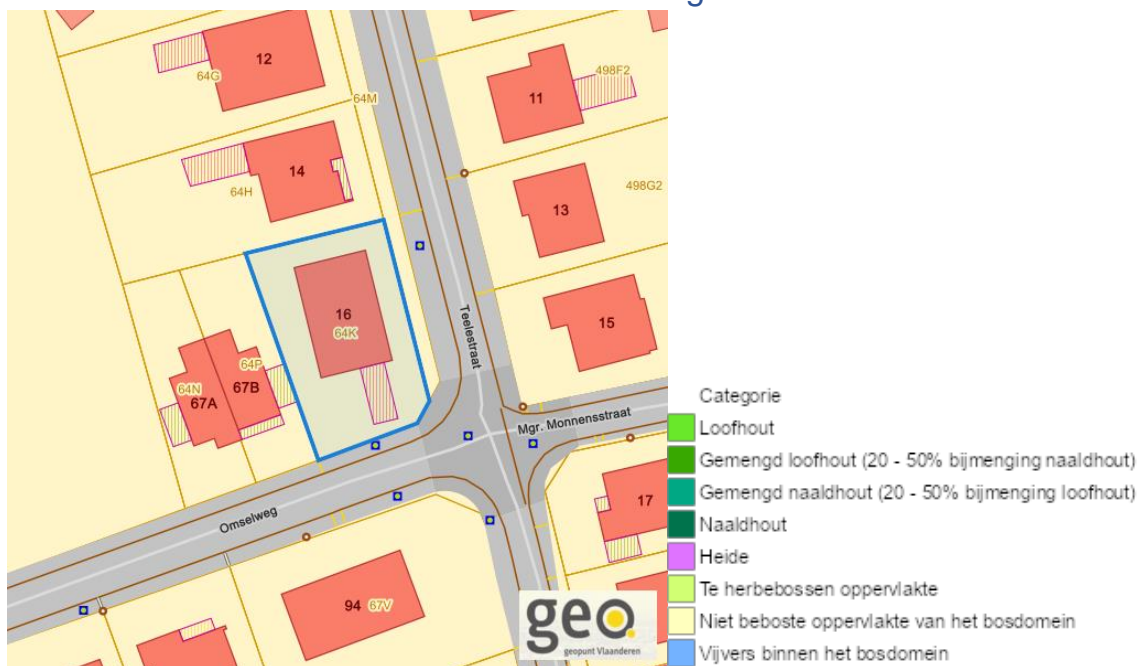 12
64G
64M
11
498F2
14
64H
13
498G2
16
64K
Teelestraat
15
64P
64N
67B
67A
Mgr. Monnensstraat
Omselweg
17
94 67V
geo.
geopunt Vlaanderen
Categorie
Loofhout
Gemengd loofhout (20 - 50% bijmenging naaldhout)
Gemengd naaldhout (20 - 50% bijmenging loofhout)
Naaldhout
Heide
Te herbebossen oppervlakte
Niet beboste oppervlakte van het bosdomein
Vijvers binnen het bosdomein